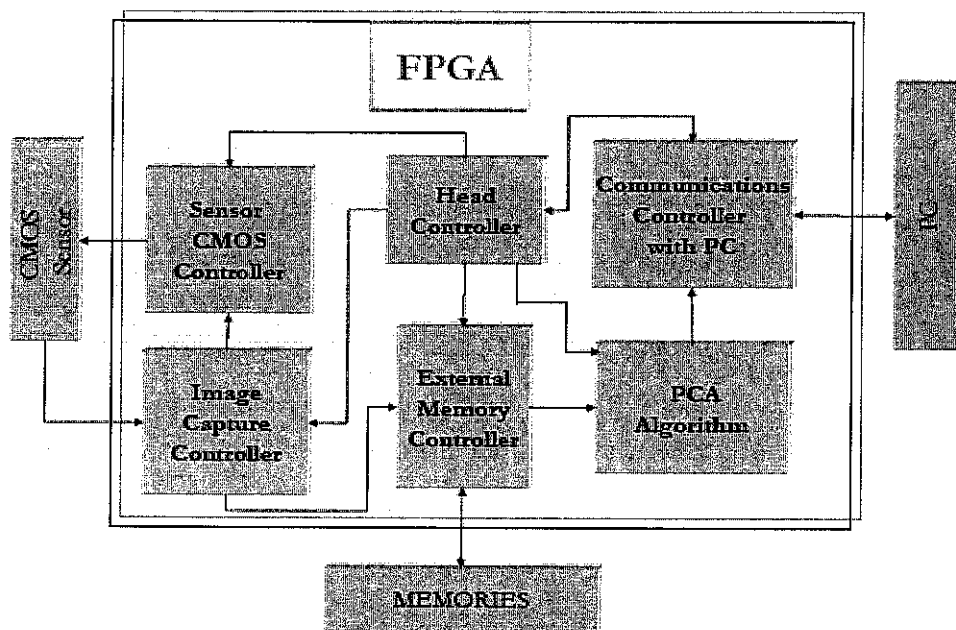 FPGA
CMOS
Sensor
Sensor
CMOS
Controller
Head
Controller
Communications
Controller
with PC
PC
Image
Capture
Controller
External
Memory
Controller
PCA
Algorithm
MEMORIES